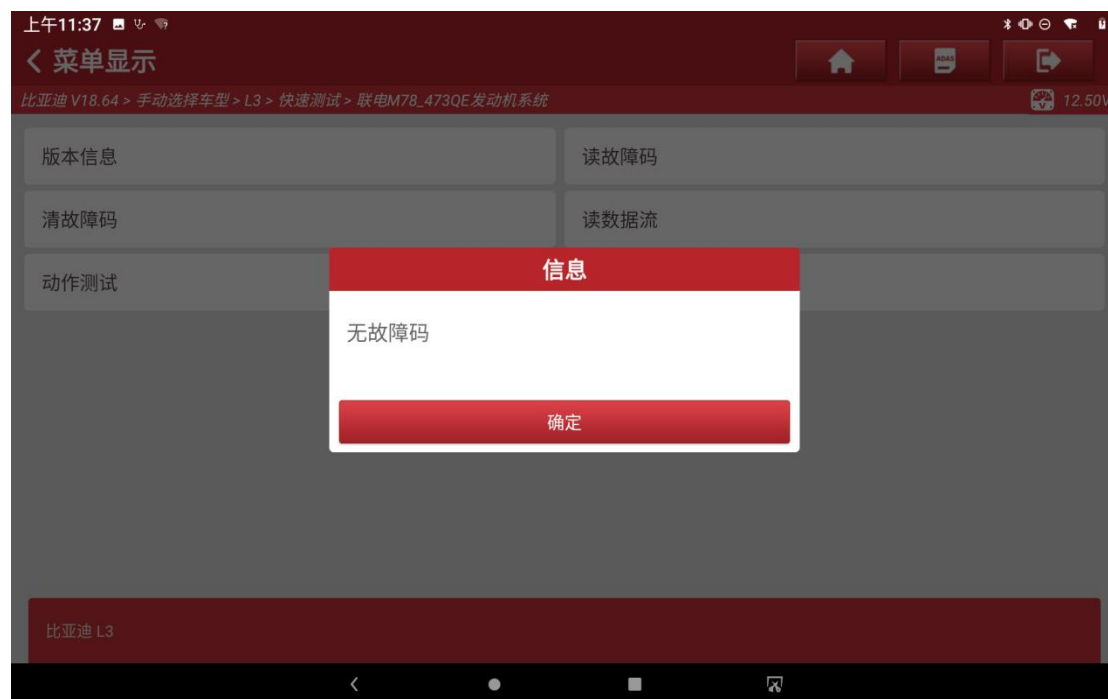 上午11:37
菜单显示
ADAS
比亚迪 V18.64 > 手动选择车型 > L3 > 快速测试 > 联电M78_473QE发动机系统
12.50V
版本信息
读故障码
清故障码
读数据流
动作测试
信息
无故障码
确定
比亚迪 L3